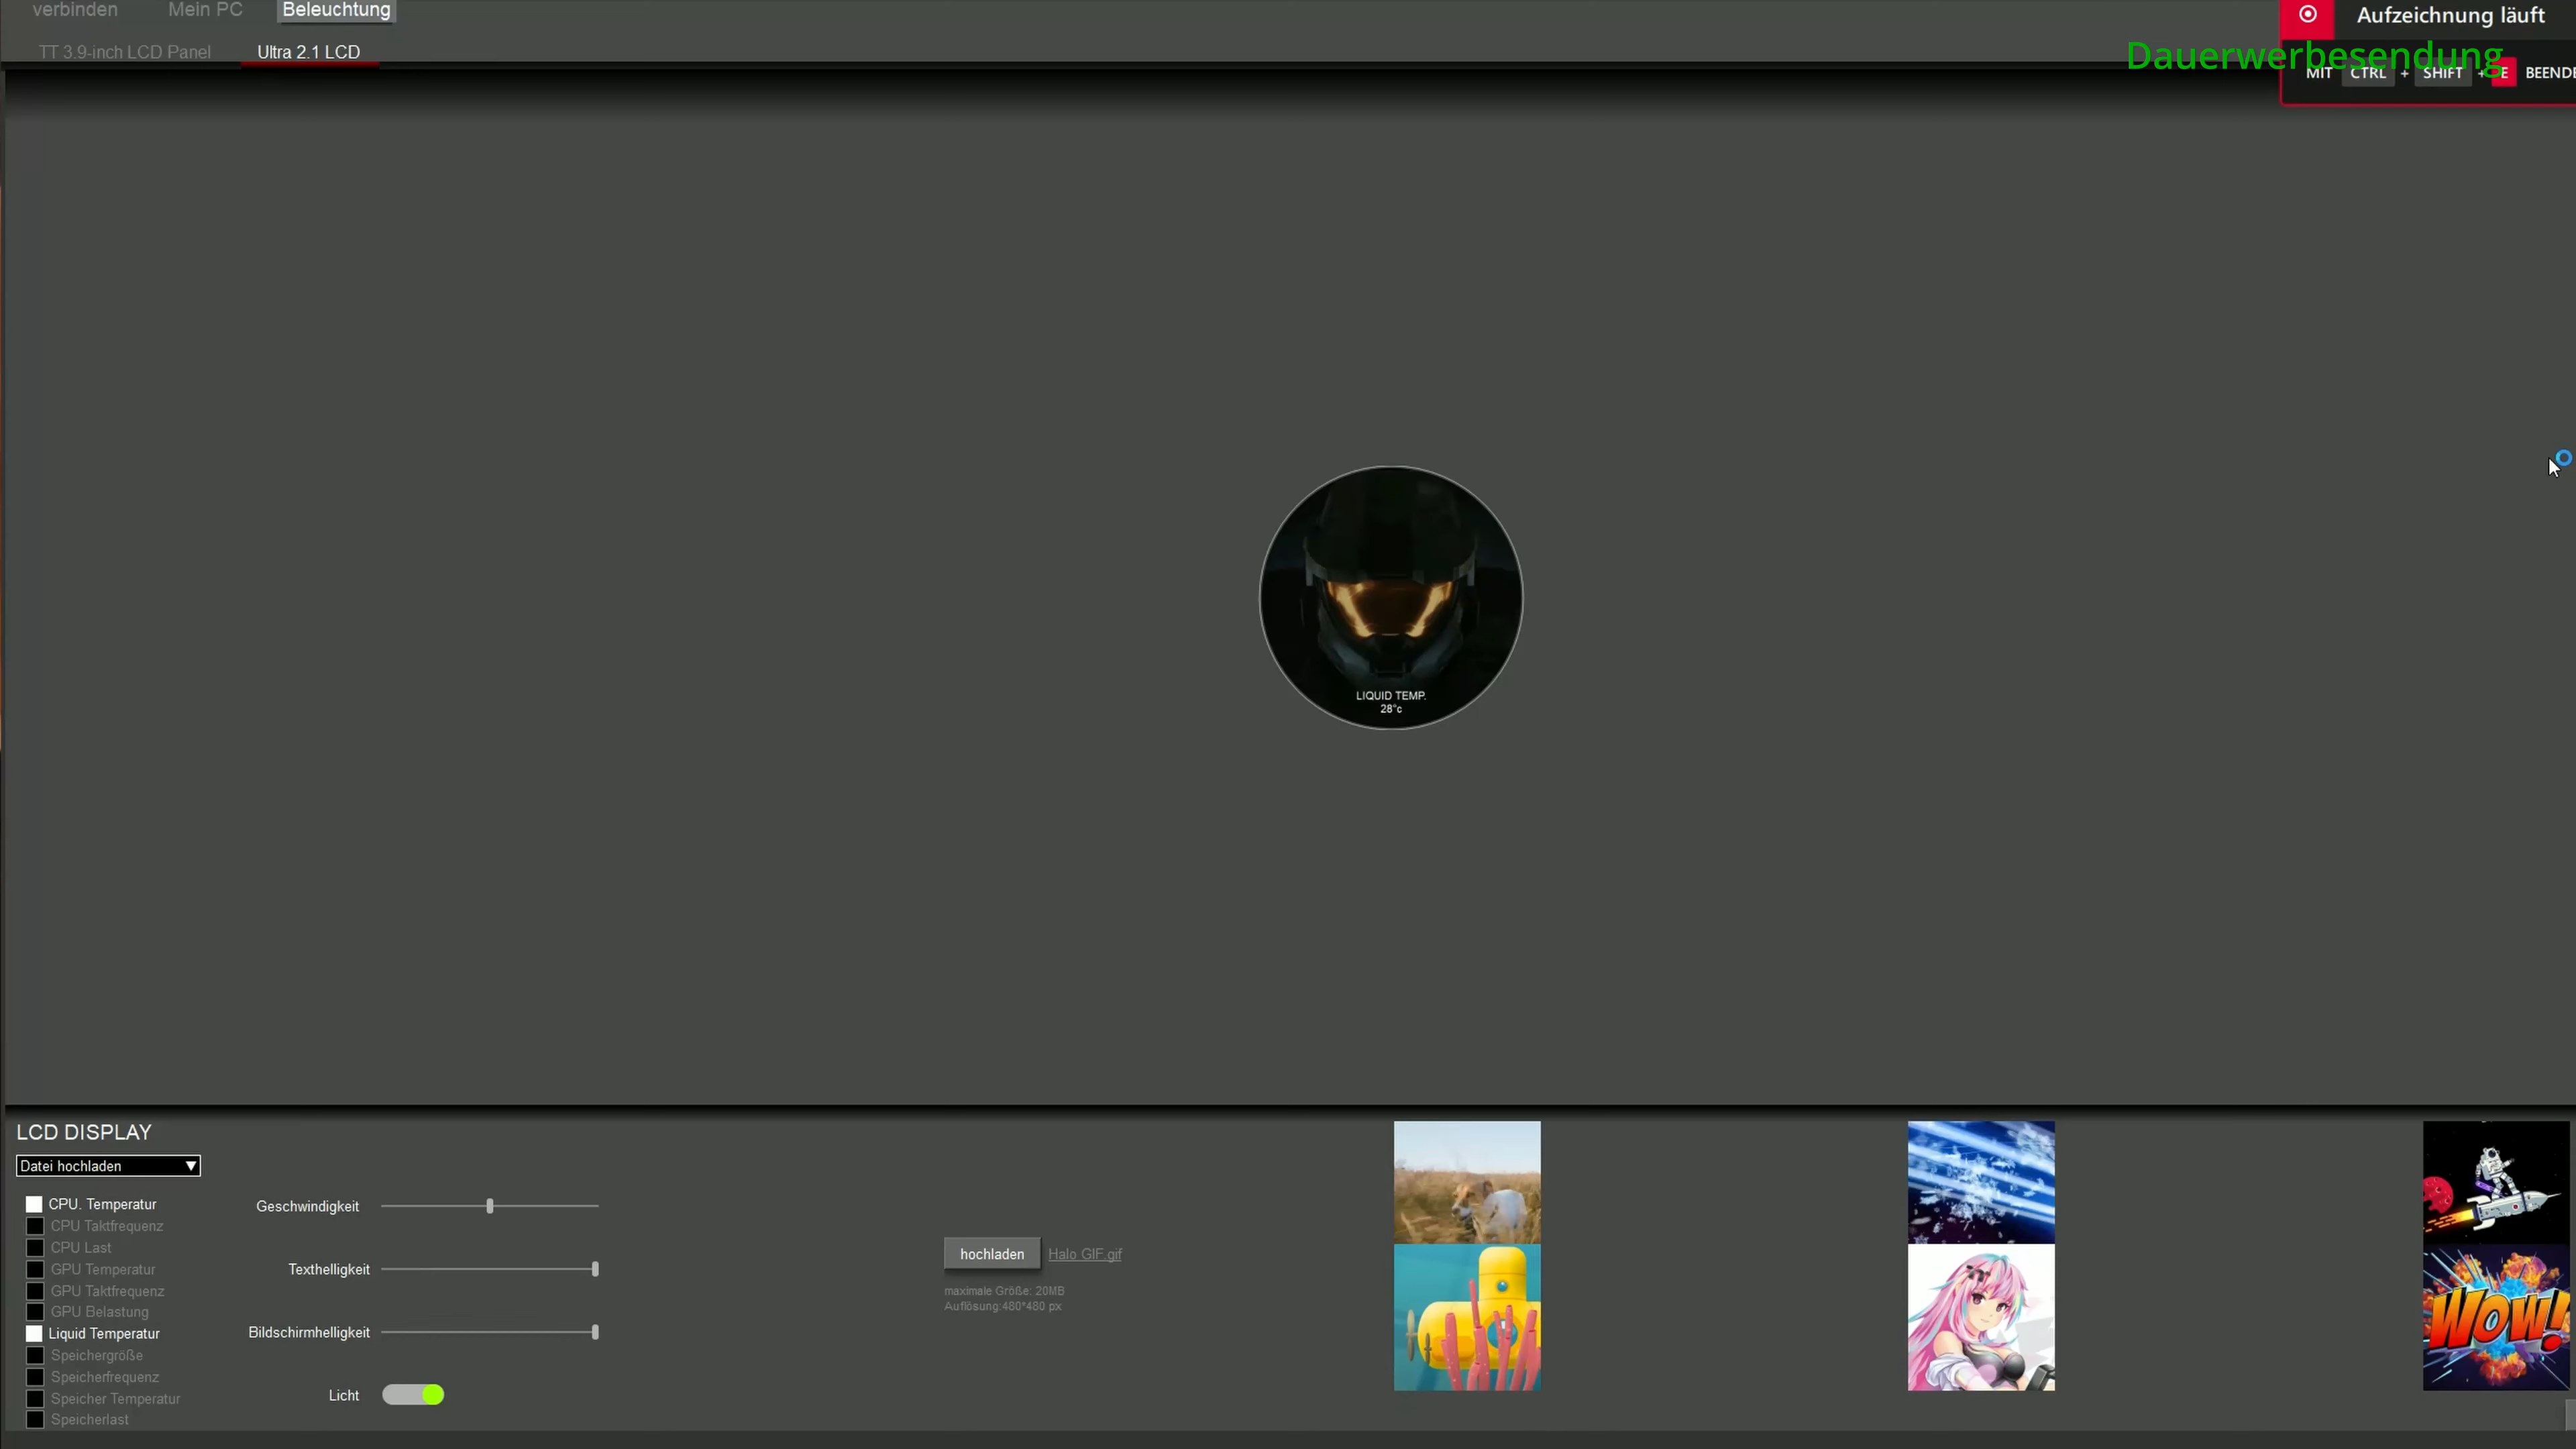 verbinden Mein PC Beleuchtung
Aufzeichnung läuft
TT 3.9-inch LCD Panel Ultra 2.1 LCD
Dauerwerbesendung
MIT CTRL + SHIFT + E BEENDE
LIQUID TEMP.
28°c
LCD DISPLAY
Datei hochladen
CPU. Temperatur
CPU Taktfrequenz
CPU Last
GPU Temperatur
GPU Taktfrequenz
GPU Belastung
Liquid Temperatur
Speichergröße
Speicherfrequenz
Speicher Temperatur
Speicherlast
Geschwindigkeit
Texthelligkeit
Bildschirmhelligkeit
Licht
hochladen Halo GIF.gif
maximale Größe: 20MB
Auflösung:480*480 px
WOW!